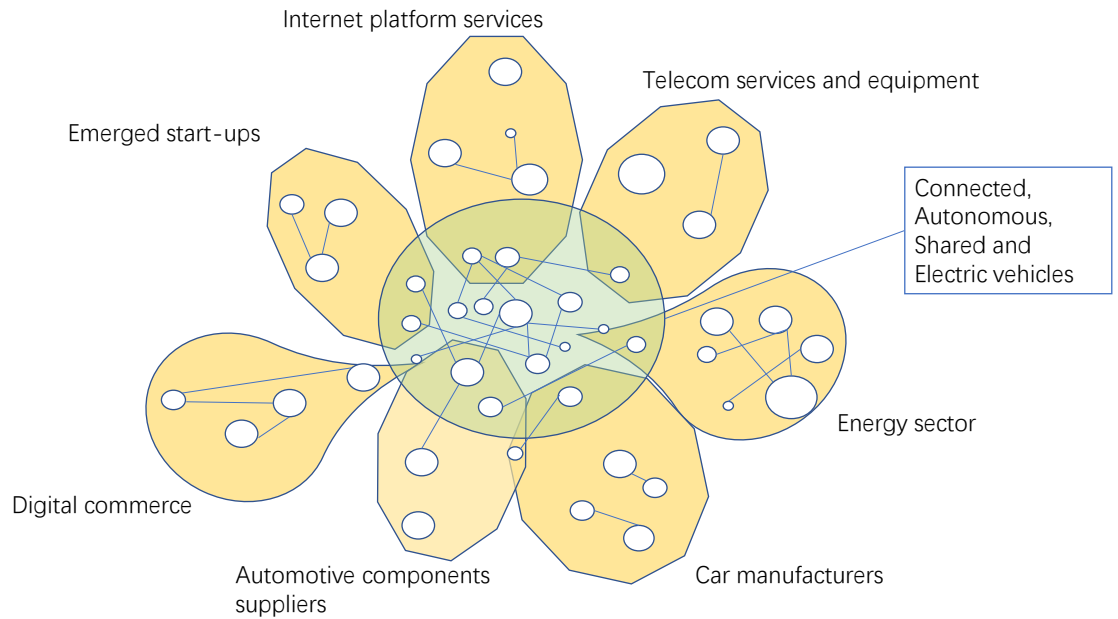 Internet platform services
Telecom services and equipment
Emerged start-ups
Connected,
Autonomous,
Shared and
Electric vehicles
Energy sector
Digital commerce
Automotive components
suppliers
Car manufacturers